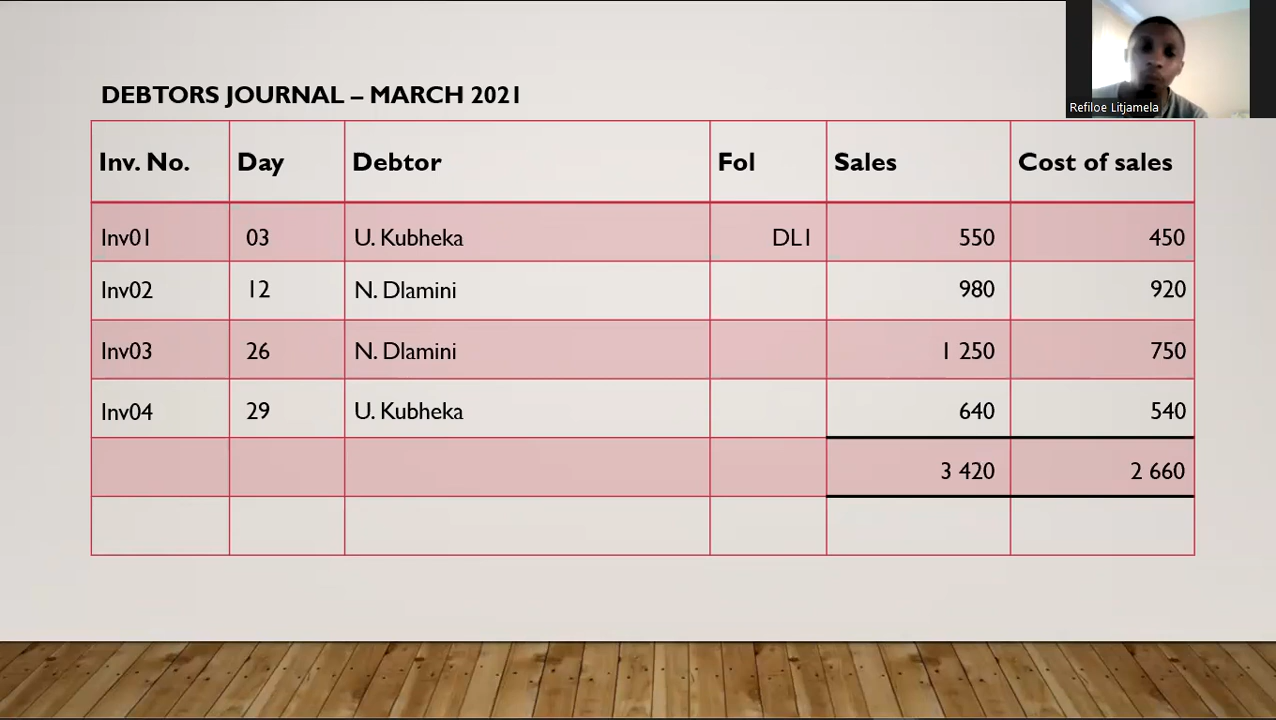 DEBTORS JOURNAL – MARCH 2021
Refiloe Litjamela
Inv. No. Day Debtor Fol Sales Cost of sales
Inv01 03 U. Kubheka DL1 550 450
Inv02 12 N. Dlamini 980 920
Inv03 26 N. Dlamini 1 250 750
Inv04 29 U. Kubheka 640 540
3 420 2 660